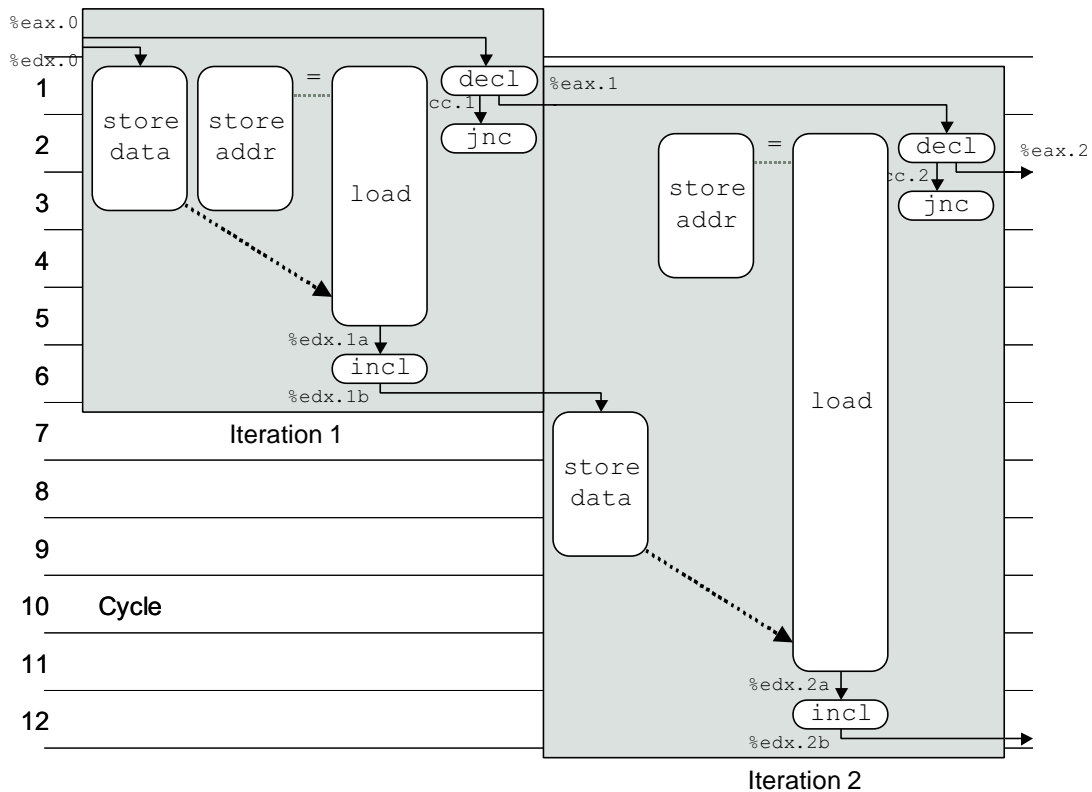 %eax.0
%edx.0
1
2
3
4
5
6
7
8
9
10
11
12
Cycle
store
data
store
addr
=
load
decl
cc.1
jnc
%eax.1
%edx.1a
incl
%edx.1b
Iteration 1
store
addr
=
load
decl
cc.2
jnc
%eax.2
store
data
%edx.2a
incl
%edx.2b
Iteration 2